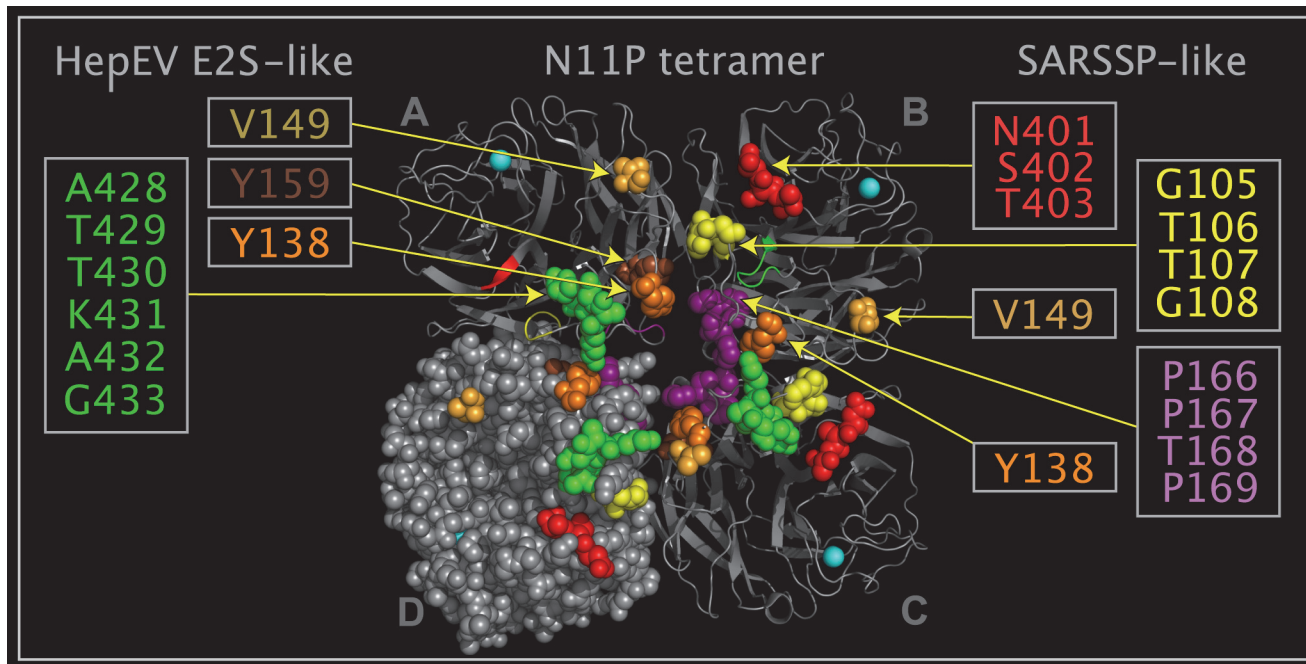 HepEV E2S-like
N11P tetramer
SARSSP-like
V149
Y159
Y138
A428
T429
T430
K431
A432
G433
A
B
N401
S402
T403
G105
T106
T107
G108
V149
P166
P167
T168
P169
Y138
D
C